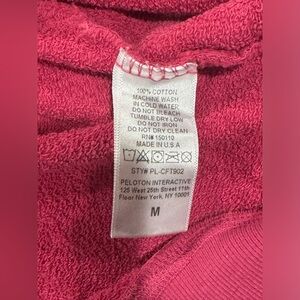 100% COTTON
MACHINE WASH
IN COLD WATER
DO NOT BLEACH
TUMBLE DRY LOW
DO NOT IRON
DO NOT DRY CLEAN
RN# 150110
MADE IN U.S.A
STY# PL-CFT902
PELOTON INTERACTIVE
125 West 25th Street 11th
Floor New York, NY 10001
M